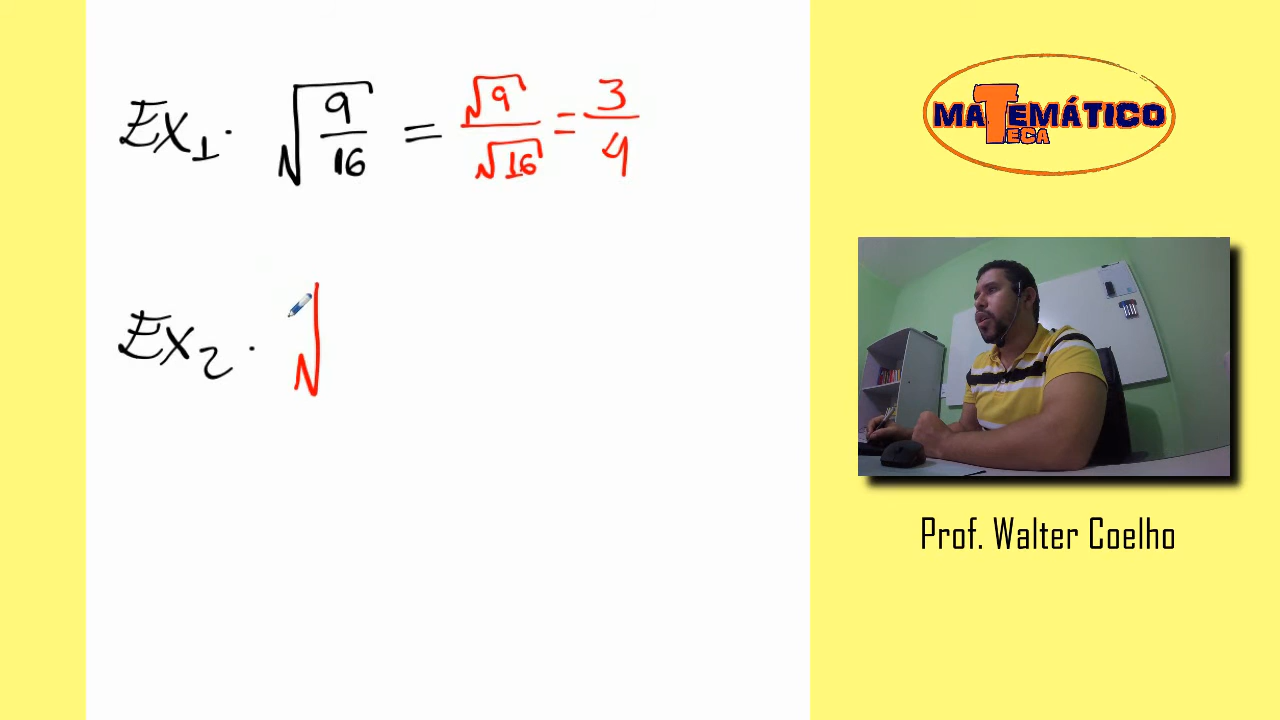 Ex₁. √(9/16) = √9/√16 = 3/4
Ex₂. √
MATEMÁTICO
TECA
Prof. Walter Coelho